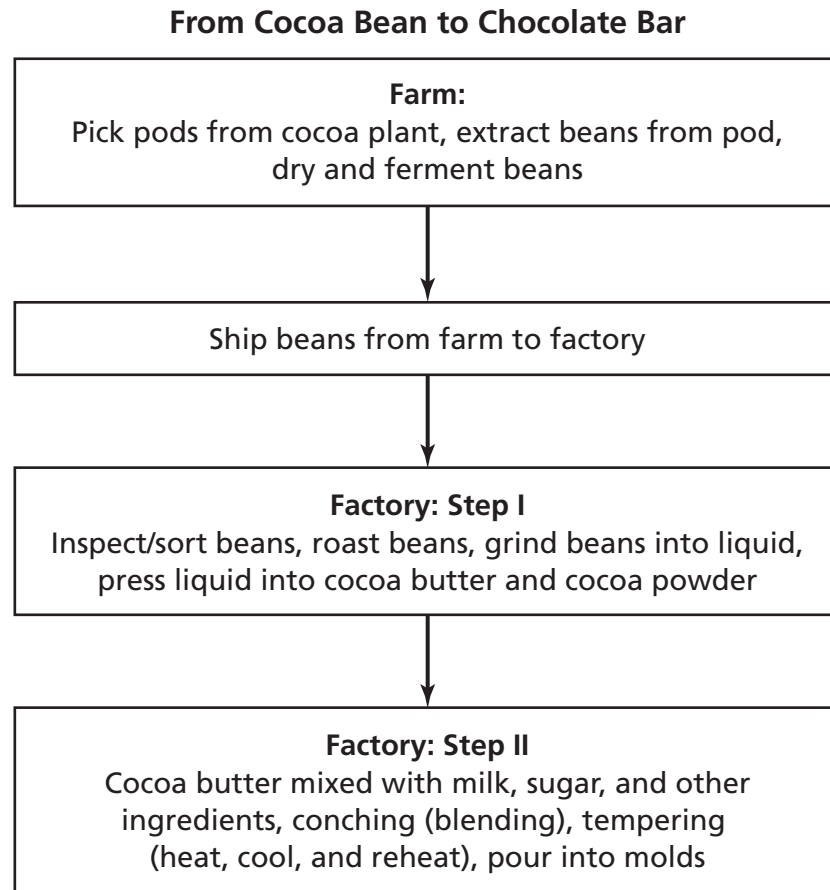 From Cocoa Bean to Chocolate Bar
Farm:
Pick pods from cocoa plant, extract beans from pod,
dry and ferment beans
Ship beans from farm to factory
Factory: Step I
Inspect/sort beans, roast beans, grind beans into liquid,
press liquid into cocoa butter and cocoa powder
Factory: Step II
Cocoa butter mixed with milk, sugar, and other
ingredients, conching (blending), tempering
(heat, cool, and reheat), pour into molds